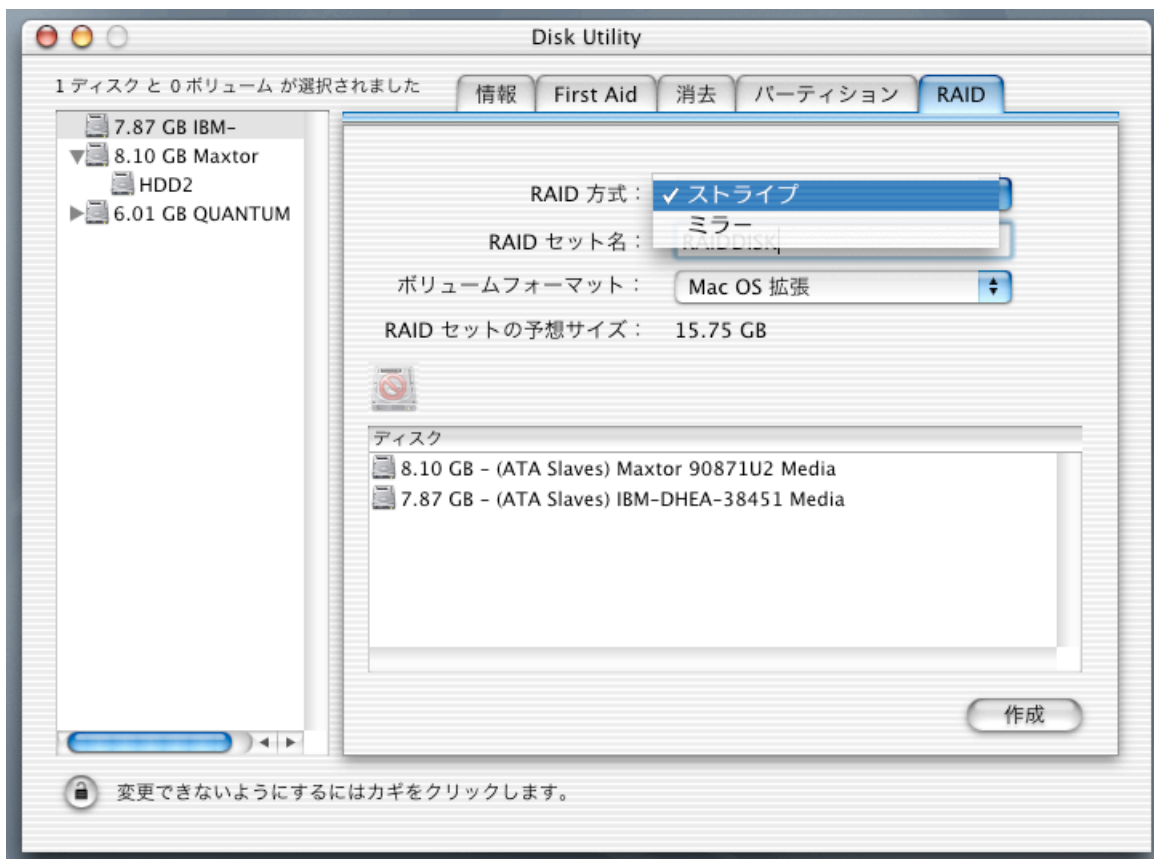 Disk Utility
1 ディスク と 0 ボリューム が選択されました
情報 First Aid 消去 パーティション RAID
7.87 GB IBM-
8.10 GB Maxtor
HDD2
6.01 GB QUANTUM
RAID 方式：
ストライプ
ミラー
RAID セット名：
RAIDDISK
ボリュームフォーマット：
Mac OS 拡張
RAID セットの予想サイズ：
15.75 GB
ディスク
8.10 GB – (ATA Slaves) Maxtor 90871U2 Media
7.87 GB – (ATA Slaves) IBM-DHEA-38451 Media
作成
変更できないようにするにはカギをクリックします。